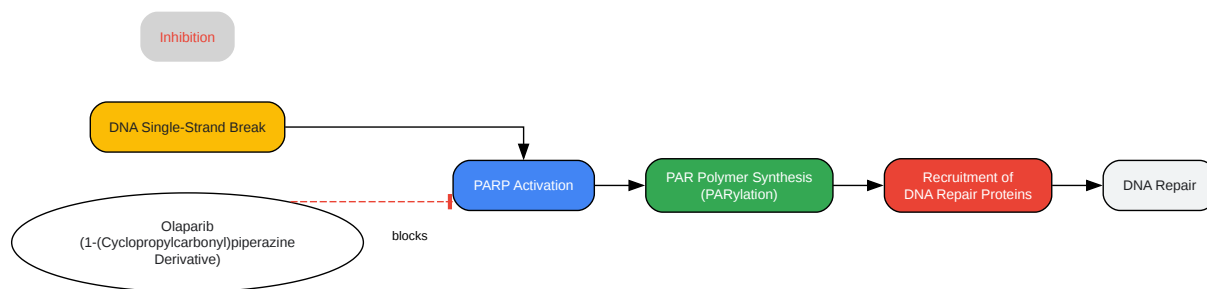 Inhibition
DNA Single-Strand Break
PARP Activation
PAR Polymer Synthesis
(PARylation)
Recruitment of
DNA Repair Proteins
DNA Repair
Olaparib
(1-(Cyclopropylcarbonyl)piperazine
Derivative)
blocks